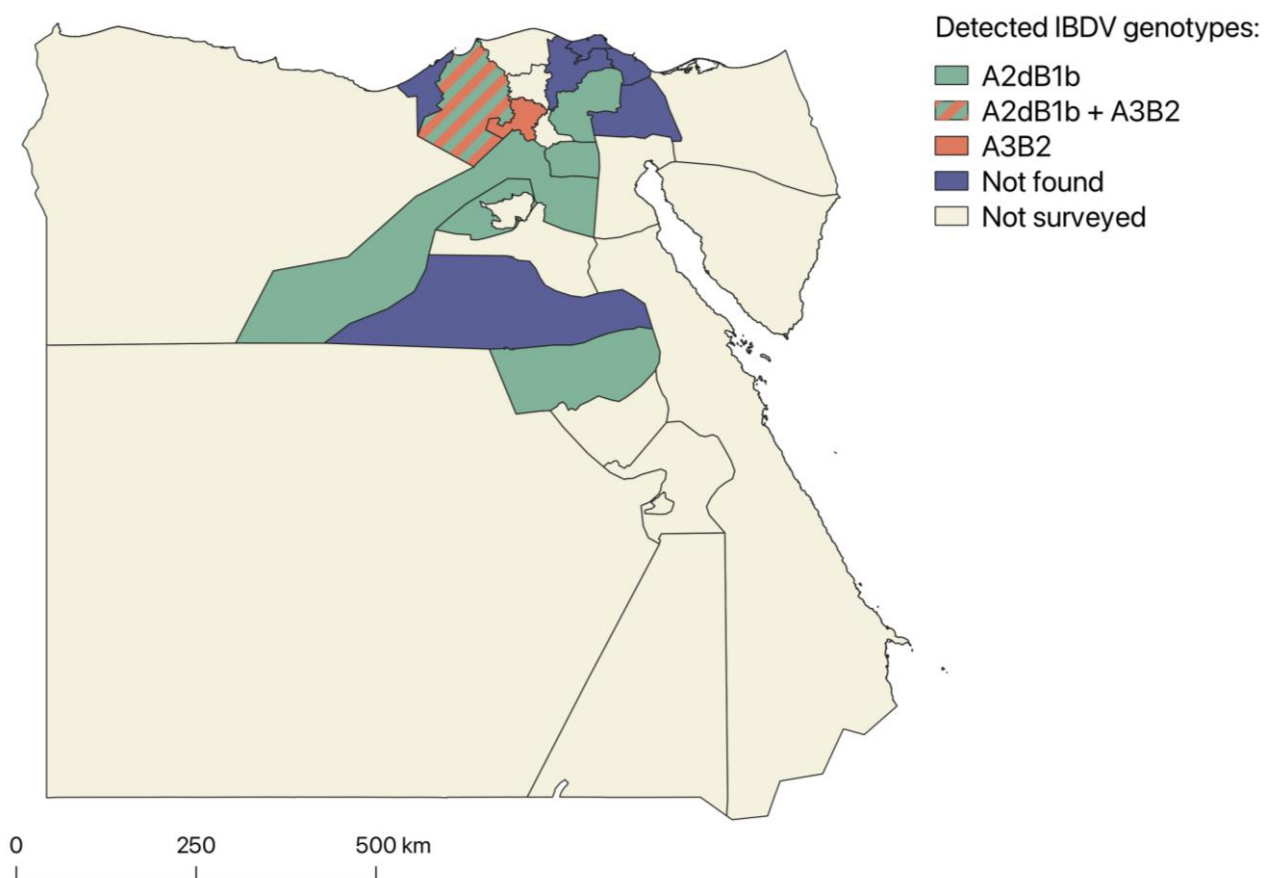 Detected IBDV genotypes:
A2dB1b
A2dB1b + A3B2
A3B2
Not found
Not surveyed
0 250 500 km